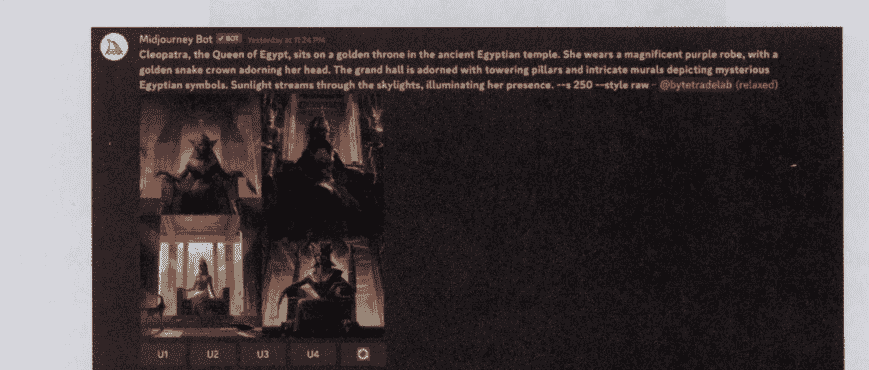 Midjourney Bot ✓ BOT Yesterday at 11:24 PM
Cleopatra, the Queen of Egypt, sits on a golden throne in the ancient Egyptian temple. She wears a magnificent purple robe, with a
golden snake crown adorning her head. The grand hall is adorned with towering pillars and intricate murals depicting mysterious
Egyptian symbols. Sunlight streams through the skylights, illuminating her presence. --s 250 --style raw - @bytetradelab (relaxed)
U1 U2 U3 U4